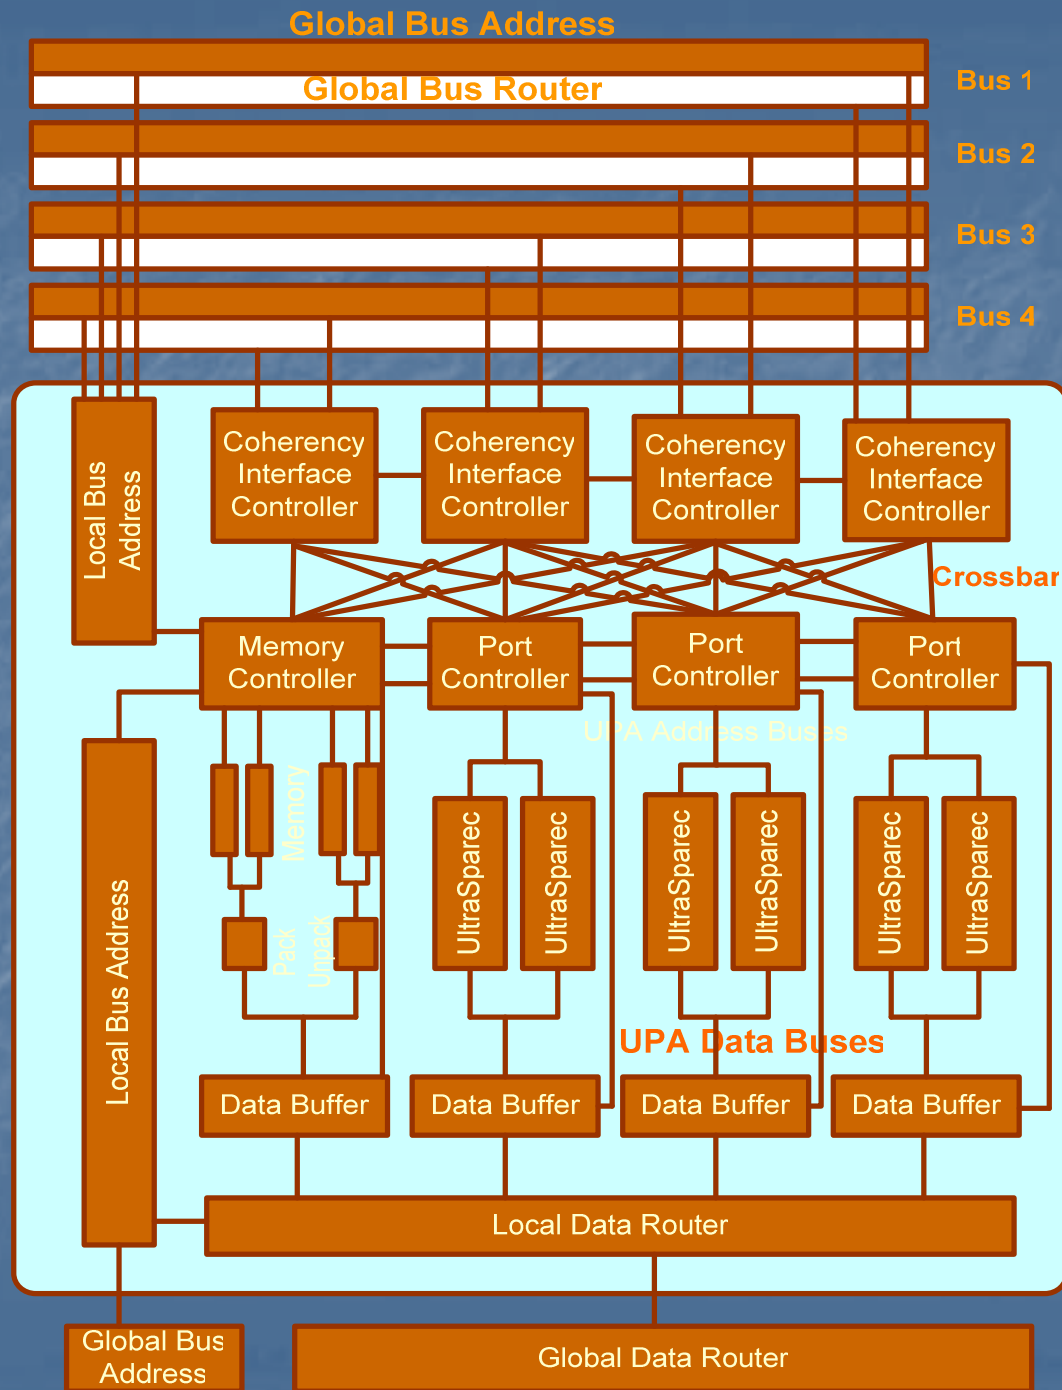 Global Bus Address
Global Bus Router
Bus 1
Bus 2
Bus 3
Bus 4
Local Bus
Address
Coherency
Interface
Controller
Coherency
Interface
Controller
Coherency
Interface
Controller
Coherency
Interface
Controller
Crossbar
Memory
Controller
Port
Controller
Port
Controller
Port
Controller
UPA Address Buses
Memory
UltraSparec
UltraSparec
UltraSparec
UltraSparec
UltraSparec
UltraSparec
Pack
Unpack
Local Bus Address
UPA Data Buses
Data Buffer
Data Buffer
Data Buffer
Data Buffer
Local Data Router
Global Bus
Address
Global Data Router